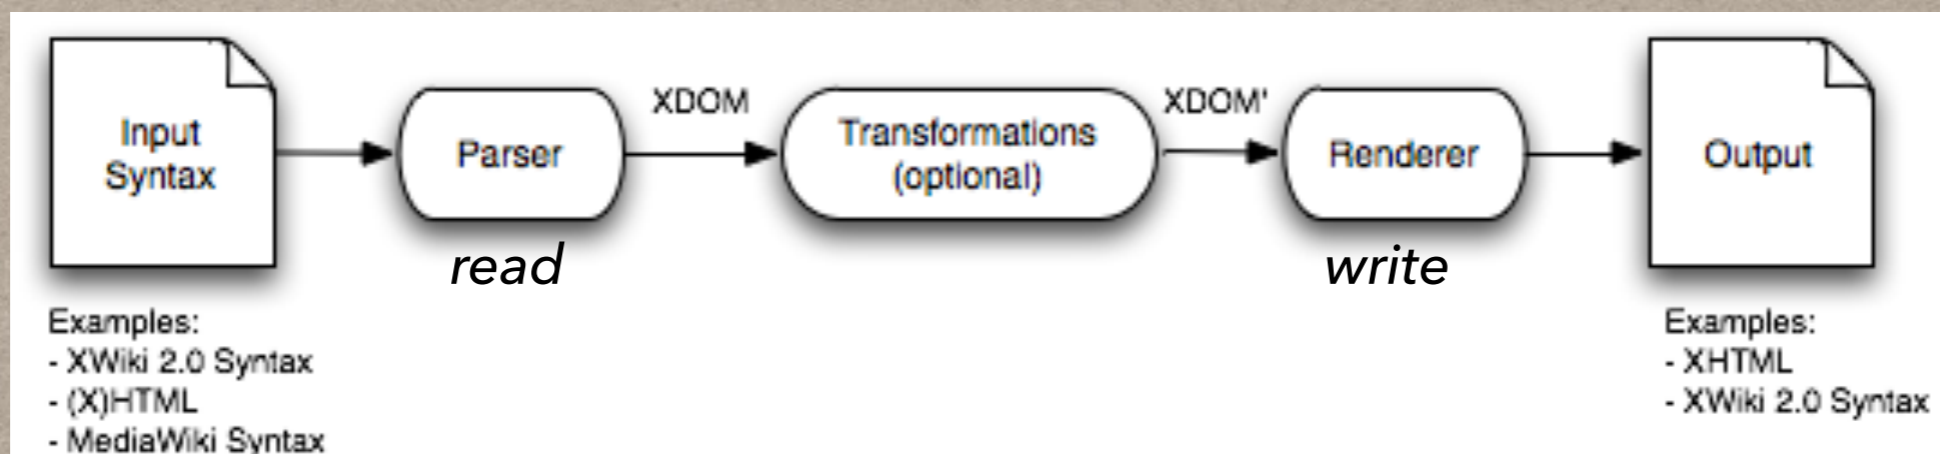 Input
Syntax
Parser
read
XDOM
Transformations
(optional)
XDOM'
Renderer
write
Output
Examples:
- XWiki 2.0 Syntax
- (X)HTML
- MediaWiki Syntax
Examples:
- XHTML
- XWiki 2.0 Syntax